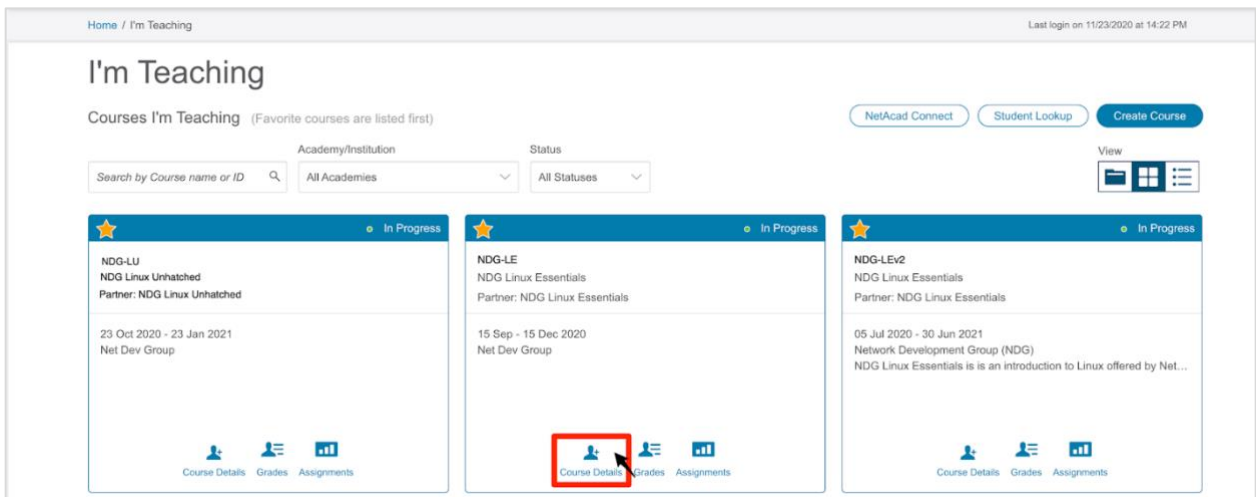 Home / I'm Teaching
Last login on 11/23/2020 at 14:22 PM
I'm Teaching
Courses I'm Teaching (Favorite courses are listed first)
NetAcad Connect
Student Lookup
Create Course
Academy/Institution
Status
View
Search by Course name or ID
All Academies
All Statuses
In Progress
NDG-LU
NDG Linux Unhatched
Partner: NDG Linux Unhatched
23 Oct 2020 - 23 Jan 2021
Net Dev Group
Course Details Grades Assignments
In Progress
NDG-LE
NDG Linux Essentials
Partner: NDG Linux Essentials
15 Sep - 15 Dec 2020
Net Dev Group
Course Details Grades Assignments
In Progress
NDG-LEv2
NDG Linux Essentials
Partner: NDG Linux Essentials
05 Jul 2020 - 30 Jun 2021
Network Development Group (NDG)
NDG Linux Essentials is is an introduction to Linux offered by Net...
Course Details Grades Assignments